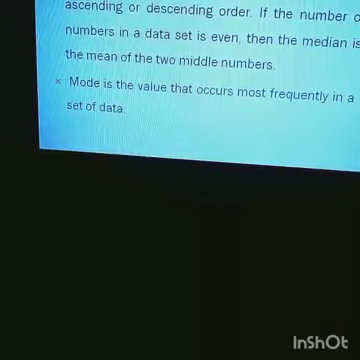 ascending or descending order. If the number
numbers in a data set is even, then the median is
the mean of the two middle numbers.
× Mode is the value that occurs most frequently in a
set of data.
InShOt